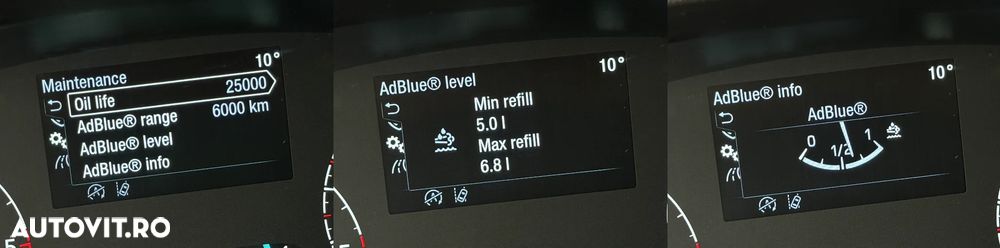 10°
Maintenance
Oil life 25000
AdBlue® range 6000 km
AdBlue® level
AdBlue® info
5
AUTOVIT.RO
10°
AdBlue® level
Min refill
5.0 l
Max refill
6.8 l
10°
AdBlue® info
AdBlue®
0 1/2 1